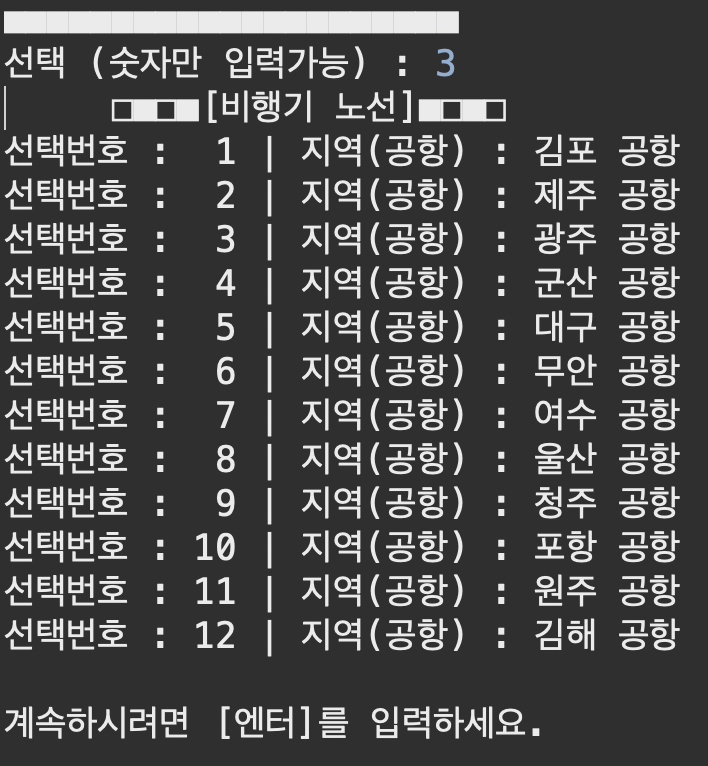 선택 (숫자만 입력가능) : 3
□■□■[비행기 노선]■□■□
선택번호 :  1 | 지역(공항) : 김포 공항
선택번호 :  2 | 지역(공항) : 제주 공항
선택번호 :  3 | 지역(공항) : 광주 공항
선택번호 :  4 | 지역(공항) : 군산 공항
선택번호 :  5 | 지역(공항) : 대구 공항
선택번호 :  6 | 지역(공항) : 무안 공항
선택번호 :  7 | 지역(공항) : 여수 공항
선택번호 :  8 | 지역(공항) : 울산 공항
선택번호 :  9 | 지역(공항) : 청주 공항
선택번호 : 10 | 지역(공항) : 포항 공항
선택번호 : 11 | 지역(공항) : 원주 공항
선택번호 : 12 | 지역(공항) : 김해 공항
계속하시려면 [엔터]를 입력하세요.